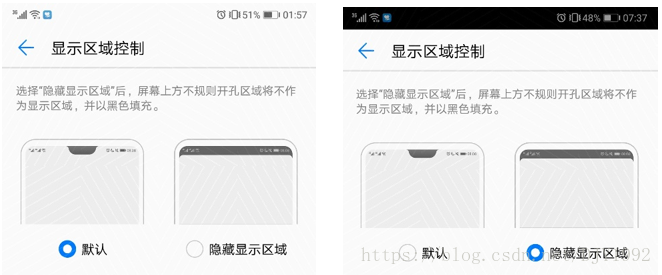 51% 01:57
显示区域控制
选择“隐藏显示区域”后，屏幕上方不规则开孔区域将不作
为显示区域，并以黑色填充。
默认
隐藏显示区域
48% 07:37
显示区域控制
选择“隐藏显示区域”后，屏幕上方不规则开孔区域将不作
为显示区域，并以黑色填充。
默认
隐藏显示区域